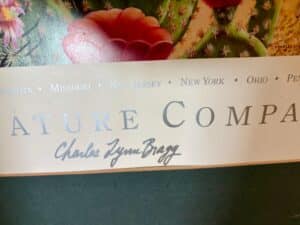 • Missouri • New Jersey • New York • Ohio •
ATURE COMPA
Charles Lynn Bragg